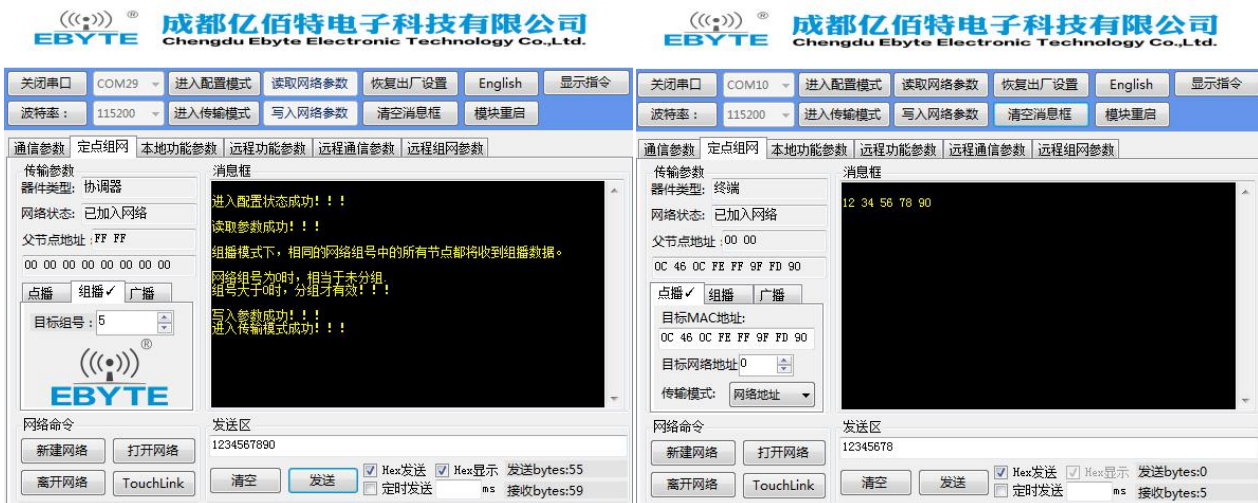 EBYTE ® 成都亿佰特电子科技有限公司
Chengdu Ebyte Electronic Technology Co.,Ltd.
关闭串口 COM29 进入配置模式 读取网络参数 恢复出厂设置 English 显示指令
波特率： 115200 进入传输模式 写入网络参数 清空消息框 模块重启
通信参数 定点组网 本地功能参数 远程功能参数 远程通信参数 远程组网参数
传输参数
器件类型: 协调器
网络状态: 已加入网络
父节点地址:FF FF
00 00 00 00 00 00 00 00
点播 组播✓ 广播
目标组号:5
®
EBYTE
消息框
进入配置状态成功！！！
读取参数成功！！！
组播模式下，相同的网络组号中的所有节点都将收到组播数据。
网络组号为0时，相当于未分组.
组号大于0时，分组才有效！！！
写入参数成功！！！
进入传输模式成功！！！
网络命令
新建网络 打开网络
离开网络 TouchLink
发送区
1234567890
清空 发送 Hex发送 Hex显示 发送bytes:55
定时发送 ms 接收bytes:59
EBYTE ® 成都亿佰特电子科技有限公司
Chengdu Ebyte Electronic Technology Co.,Ltd.
关闭串口 COM10 进入配置模式 读取网络参数 恢复出厂设置 English 显示指令
波特率： 115200 进入传输模式 写入网络参数 清空消息框 模块重启
通信参数 定点组网 本地功能参数 远程功能参数 远程通信参数 远程组网参数
传输参数
器件类型: 终端
网络状态: 已加入网络
父节点地址:00 00
0C 46 0C FE FF 9F FD 90
点播✓ 组播 广播
目标MAC地址:
0C 46 0C FE FF 9F FD 90
目标网络地址0
传输模式: 网络地址
消息框
12 34 56 78 90
网络命令
新建网络 打开网络
离开网络 TouchLink
发送区
12345678
清空 发送 Hex发送 Hex显示 发送bytes:0
定时发送 ms 接收bytes:5